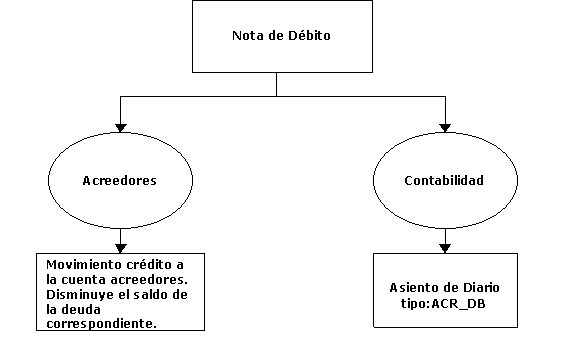 Nota de Débito
Acreedores
Contabilidad
Movimiento crédito a
la cuenta acreedores.
Disminuye el saldo de
la deuda
correspondiente.
Asiento de Diario
tipo:ACR_DB